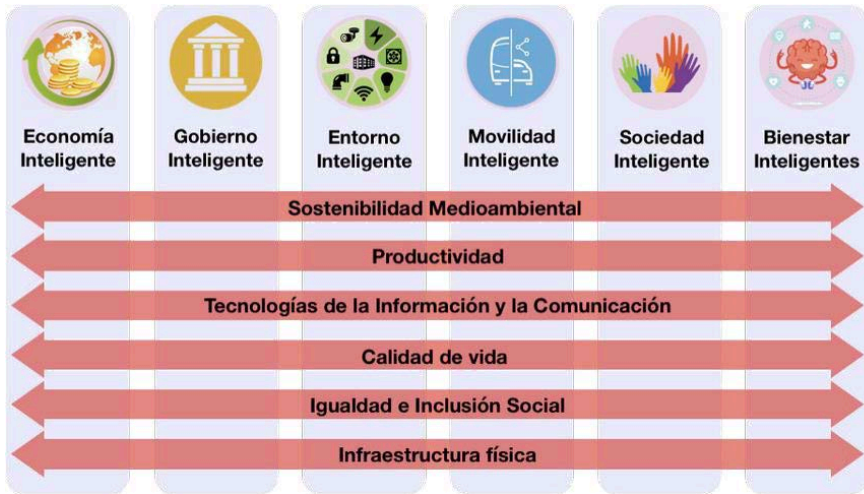 Economía
Inteligente
Gobierno
Inteligente
Entorno
Inteligente
Movilidad
Inteligente
Sociedad
Inteligente
Bienestar
Inteligentes
Sostenibilidad Medioambiental
Productividad
Tecnologías de la Información y la Comunicación
Calidad de vida
Igualdad e Inclusión Social
Infraestructura física